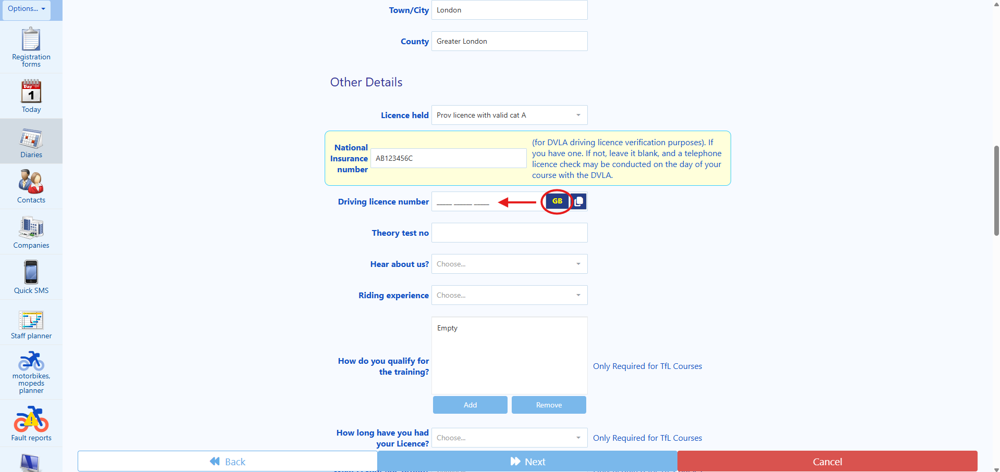 Options...
Registration
forms
Day
1
Today
Diaries
Contacts
Companies
Quick SMS
Staff planner
motorbikes,
mopeds
planner
Fault reports
Town/City London
County Greater London
Other Details
Licence held Prov licence with valid cat A
National
Insurance
number
AB123456C
(for DVLA driving licence verification purposes). If
you have one. If not, leave it blank, and a telephone
licence check may be conducted on the day of your
course with the DVLA.
Driving licence number _____ ______ _____ GB
Theory test no
Hear about us? Choose...
Riding experience Choose...
Empty
How do you qualify for
the training?
Only Required for TfL Courses
Add Remove
How long have you had
your Licence?
Choose...
Only Required for TfL Courses
Back Next Cancel